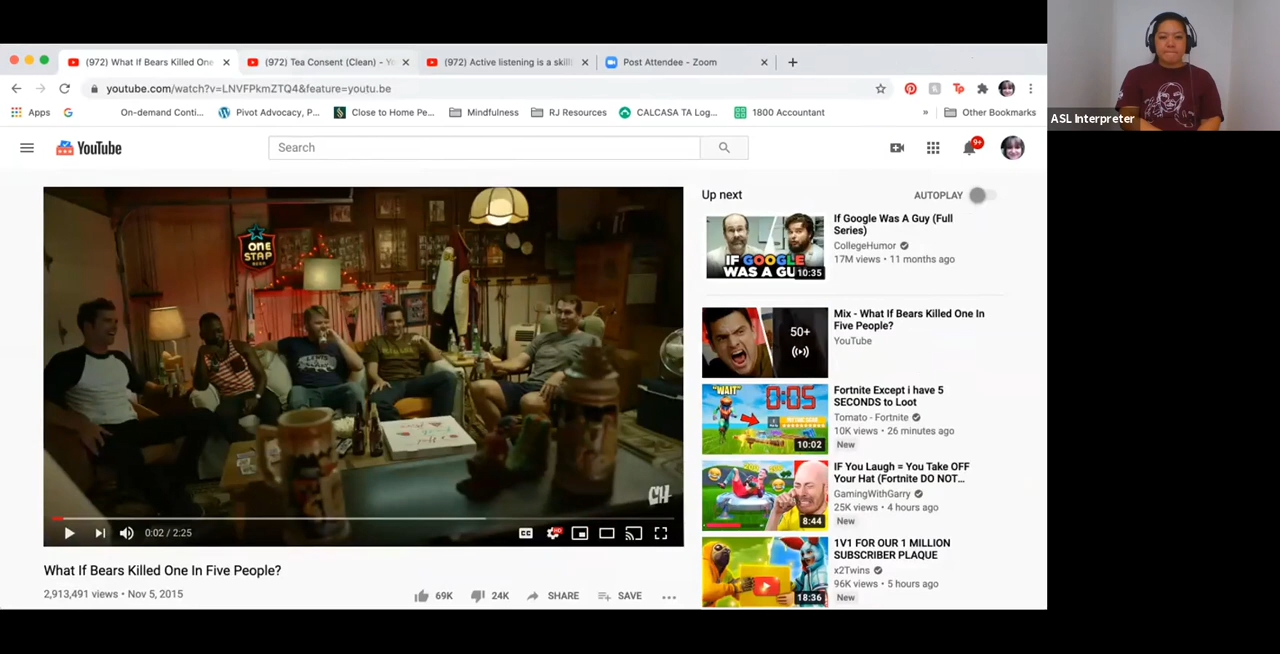 (972) What If Bears Killed One
(972) Tea Consent (Clean) - Yo
(972) Active listening is a skill
Post Attendee - Zoom
youtube.com/watch?v=LNVFPkmZTQ4&feature=youtu.be
Apps
On-demand Conti...
Pivot Advocacy, P...
Close to Home Pe...
Mindfulness
RJ Resources
CALCASA TA Log...
1800 Accountant
»
Other Bookmarks
ASL Interpreter
YouTube
Search
9+
ONE
STAP
BEER
CH
0:02 / 2:25
CC
HD
What If Bears Killed One In Five People?
2,913,491 views • Nov 5, 2015
69K
24K
SHARE
SAVE
Up next
AUTOPLAY
IF GOOGLE
WAS A GU
10:35
If Google Was A Guy (Full
Series)
CollegeHumor
17M views • 11 months ago
50+
Mix - What If Bears Killed One In
Five People?
YouTube
"WAIT"
0:05
10:02
Fortnite Except i have 5
SECONDS to Loot
Tomato - Fortnite
10K views • 26 minutes ago
New
8:44
IF You Laugh = You Take OFF
Your Hat (Fortnite DO NOT...
GamingWithGarry
25K views • 4 hours ago
New
18:36
1V1 FOR OUR 1 MILLION
SUBSCRIBER PLAQUE
x2Twins
96K views • 5 hours ago
New